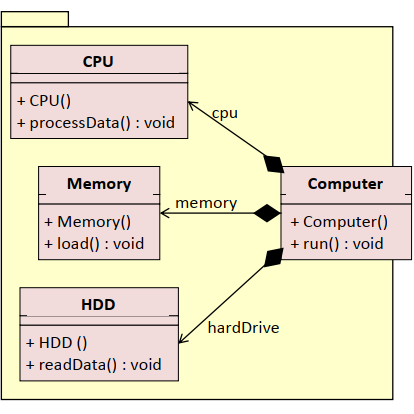 CPU
+ CPU()
+ processData() : void
cpu
Memory
+ Memory()
+ load() : void
memory
Computer
+ Computer()
+ run() : void
HDD
+ HDD ()
+ readData() : void
hardDrive